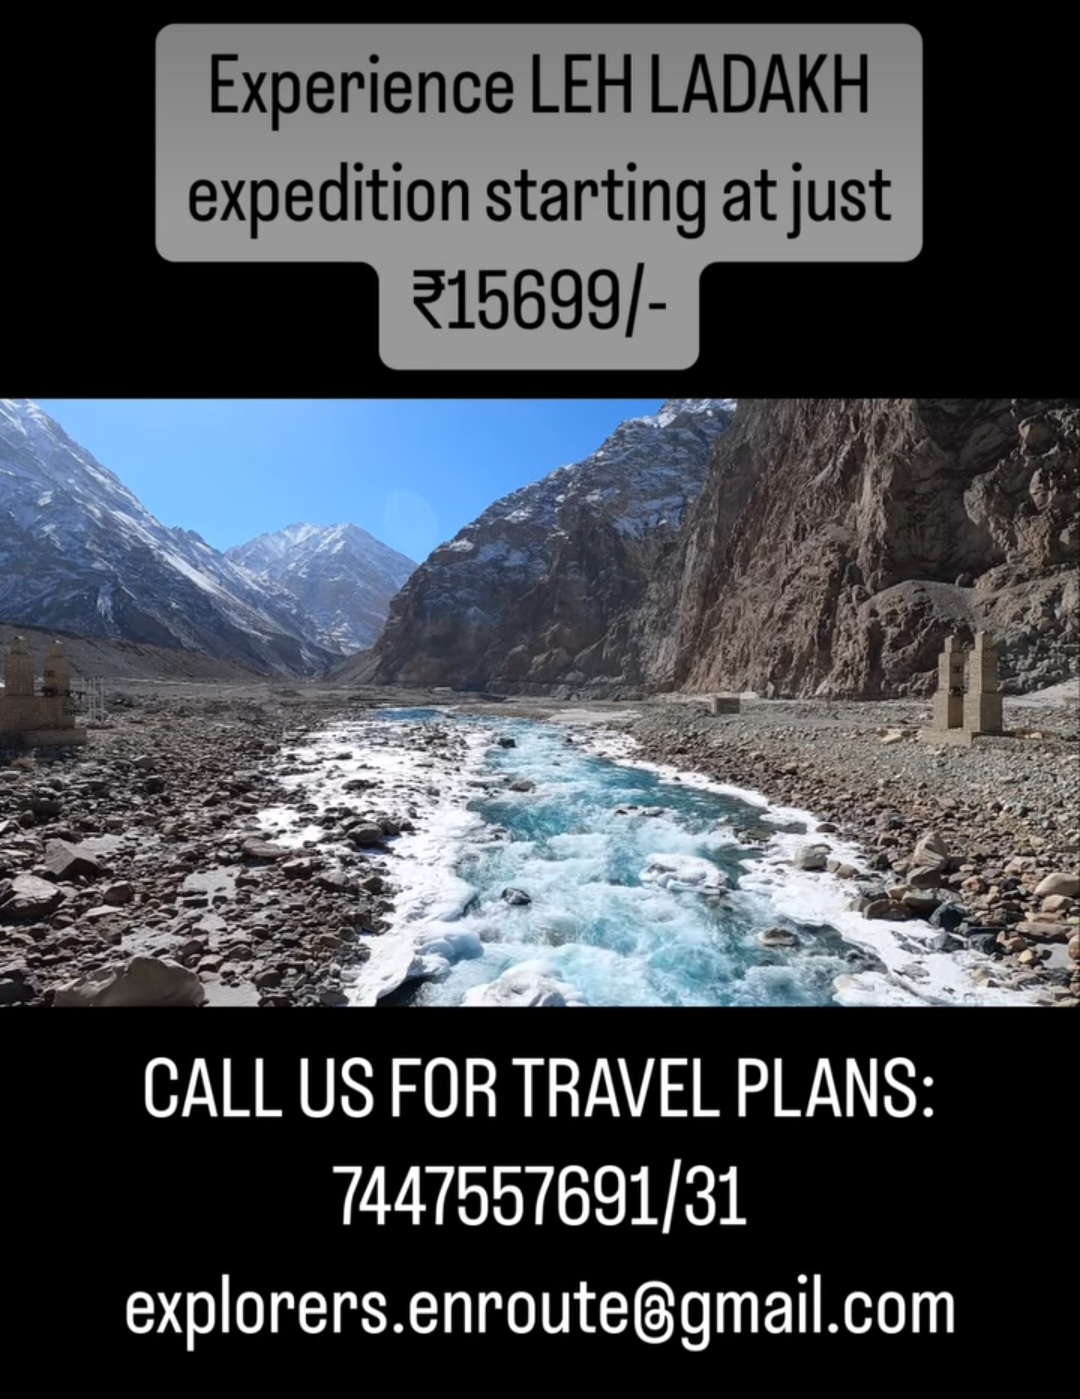 Experience LEH LADAKH
expedition starting at just
₹15699/-
CALL US FOR TRAVEL PLANS:
7447557691/31
explorers.enroute@gmail.com